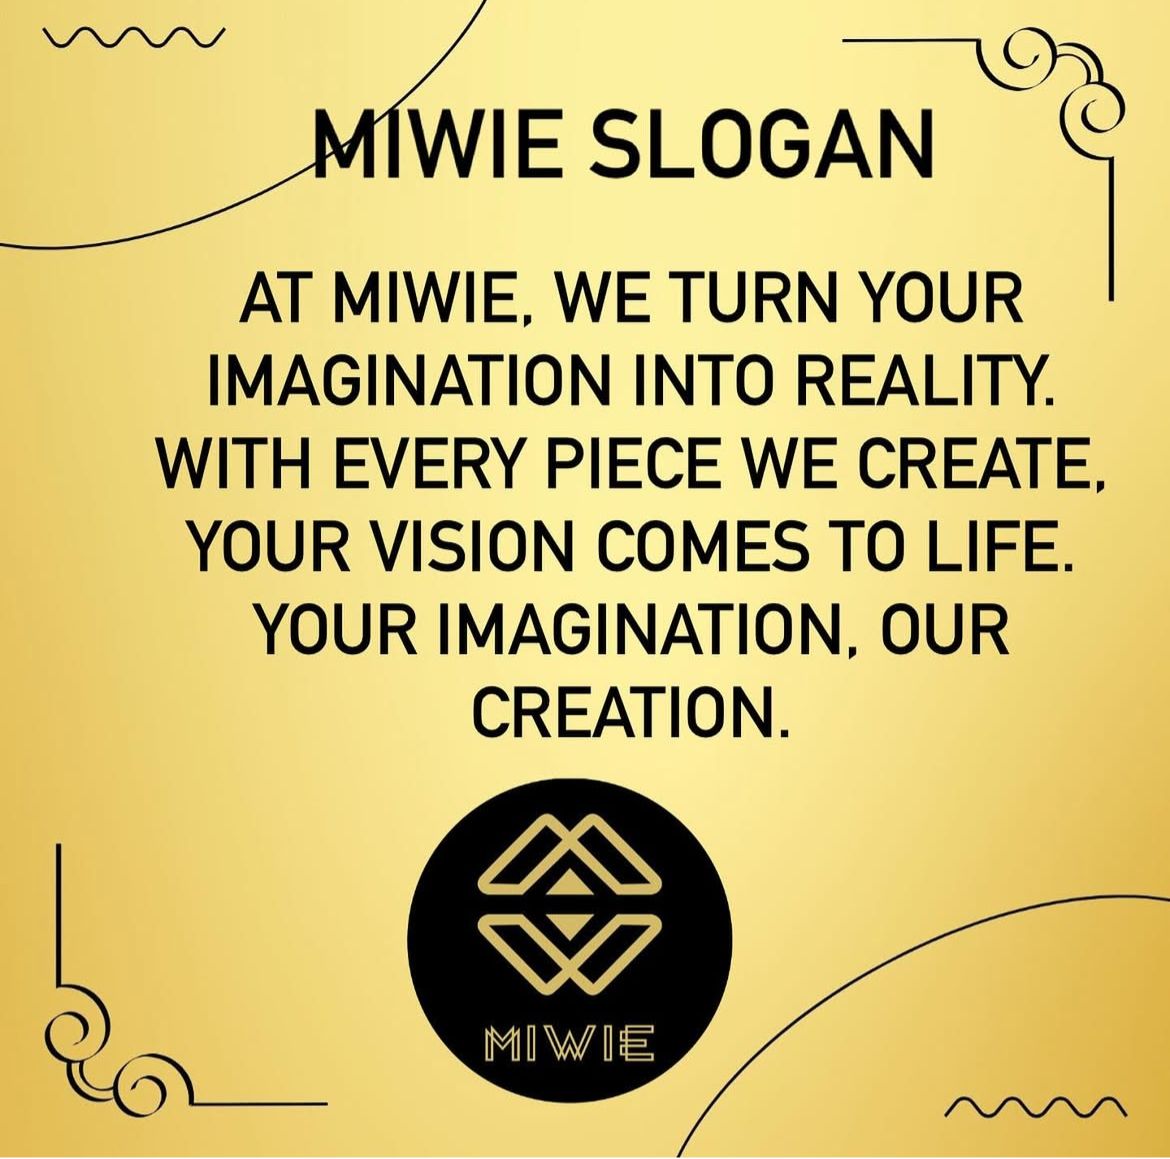 MIWIE SLOGAN
AT MIWIE, WE TURN YOUR
IMAGINATION INTO REALITY.
WITH EVERY PIECE WE CREATE,
YOUR VISION COMES TO LIFE.
YOUR IMAGINATION, OUR
CREATION.
MIWIE